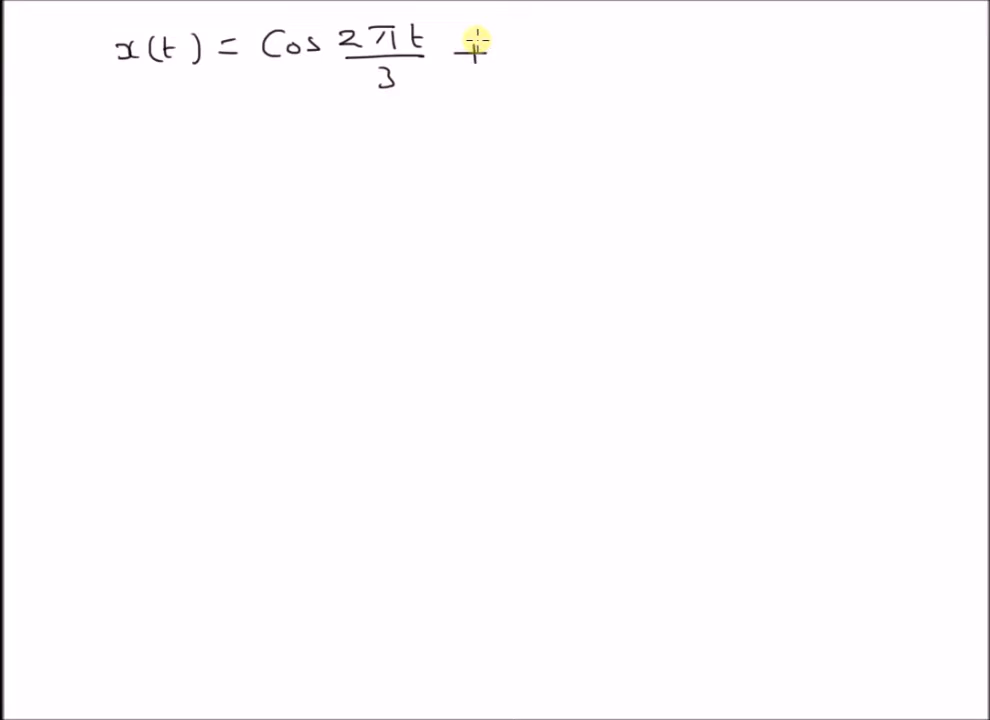 x(t) = Cos 2πt/3 +